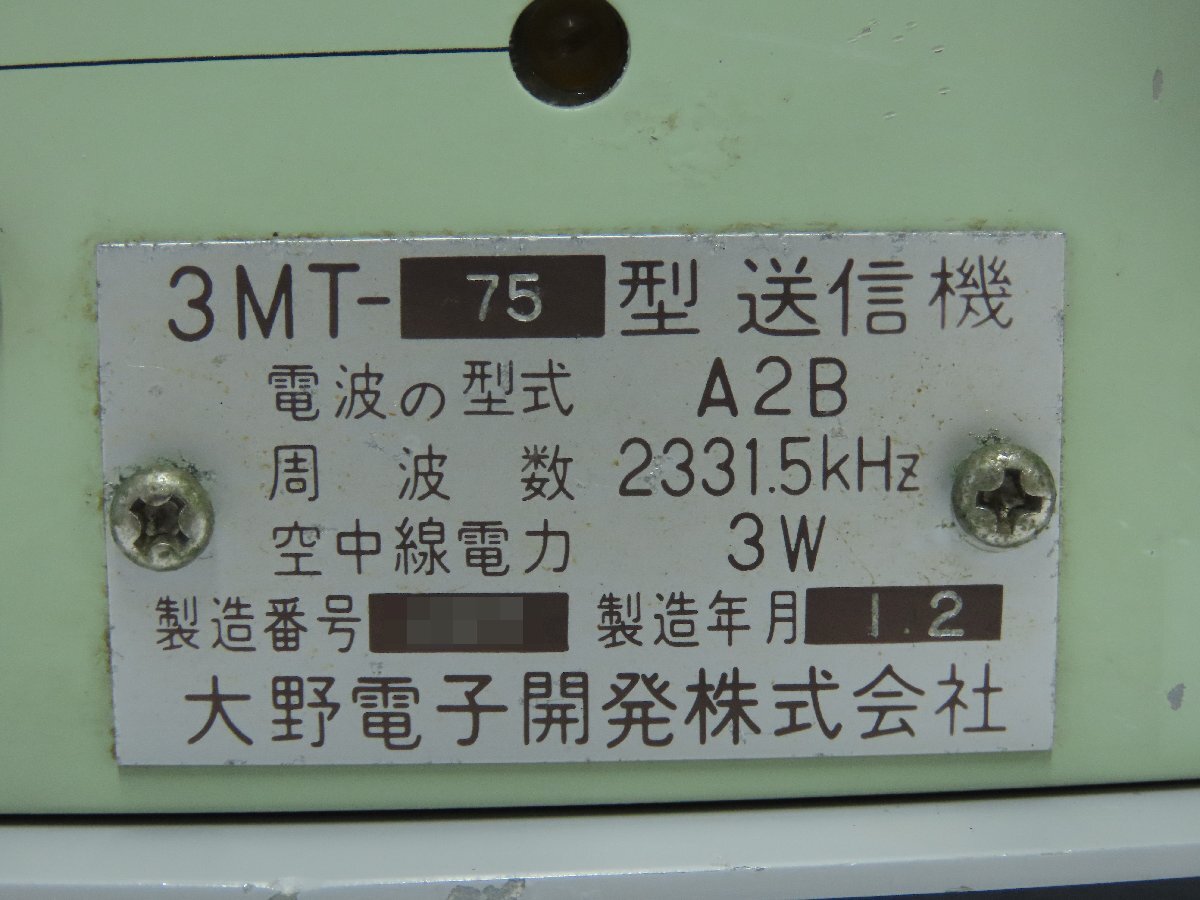 3MT-75型送信機
電波の型式 A2B
周波数 2331.5kHz
空中線電力 3W
製造番号 製造年月 1.2
大野電子開発株式会社